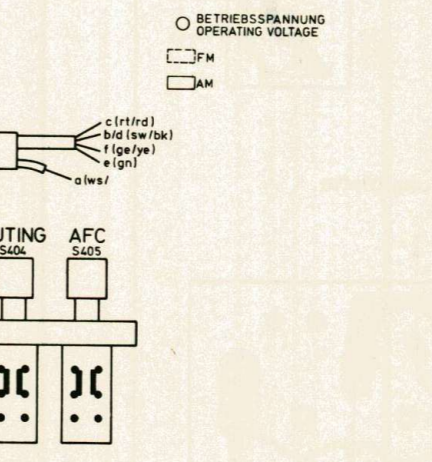 BETRIEBSSPANNUNG
OPERATING VOLTAGE
FM
AM
c(rt/rd)
b/d (sw/bk)
f (ge/ye)
e(gn)
a(ws/
UTING AFC
S404 S405